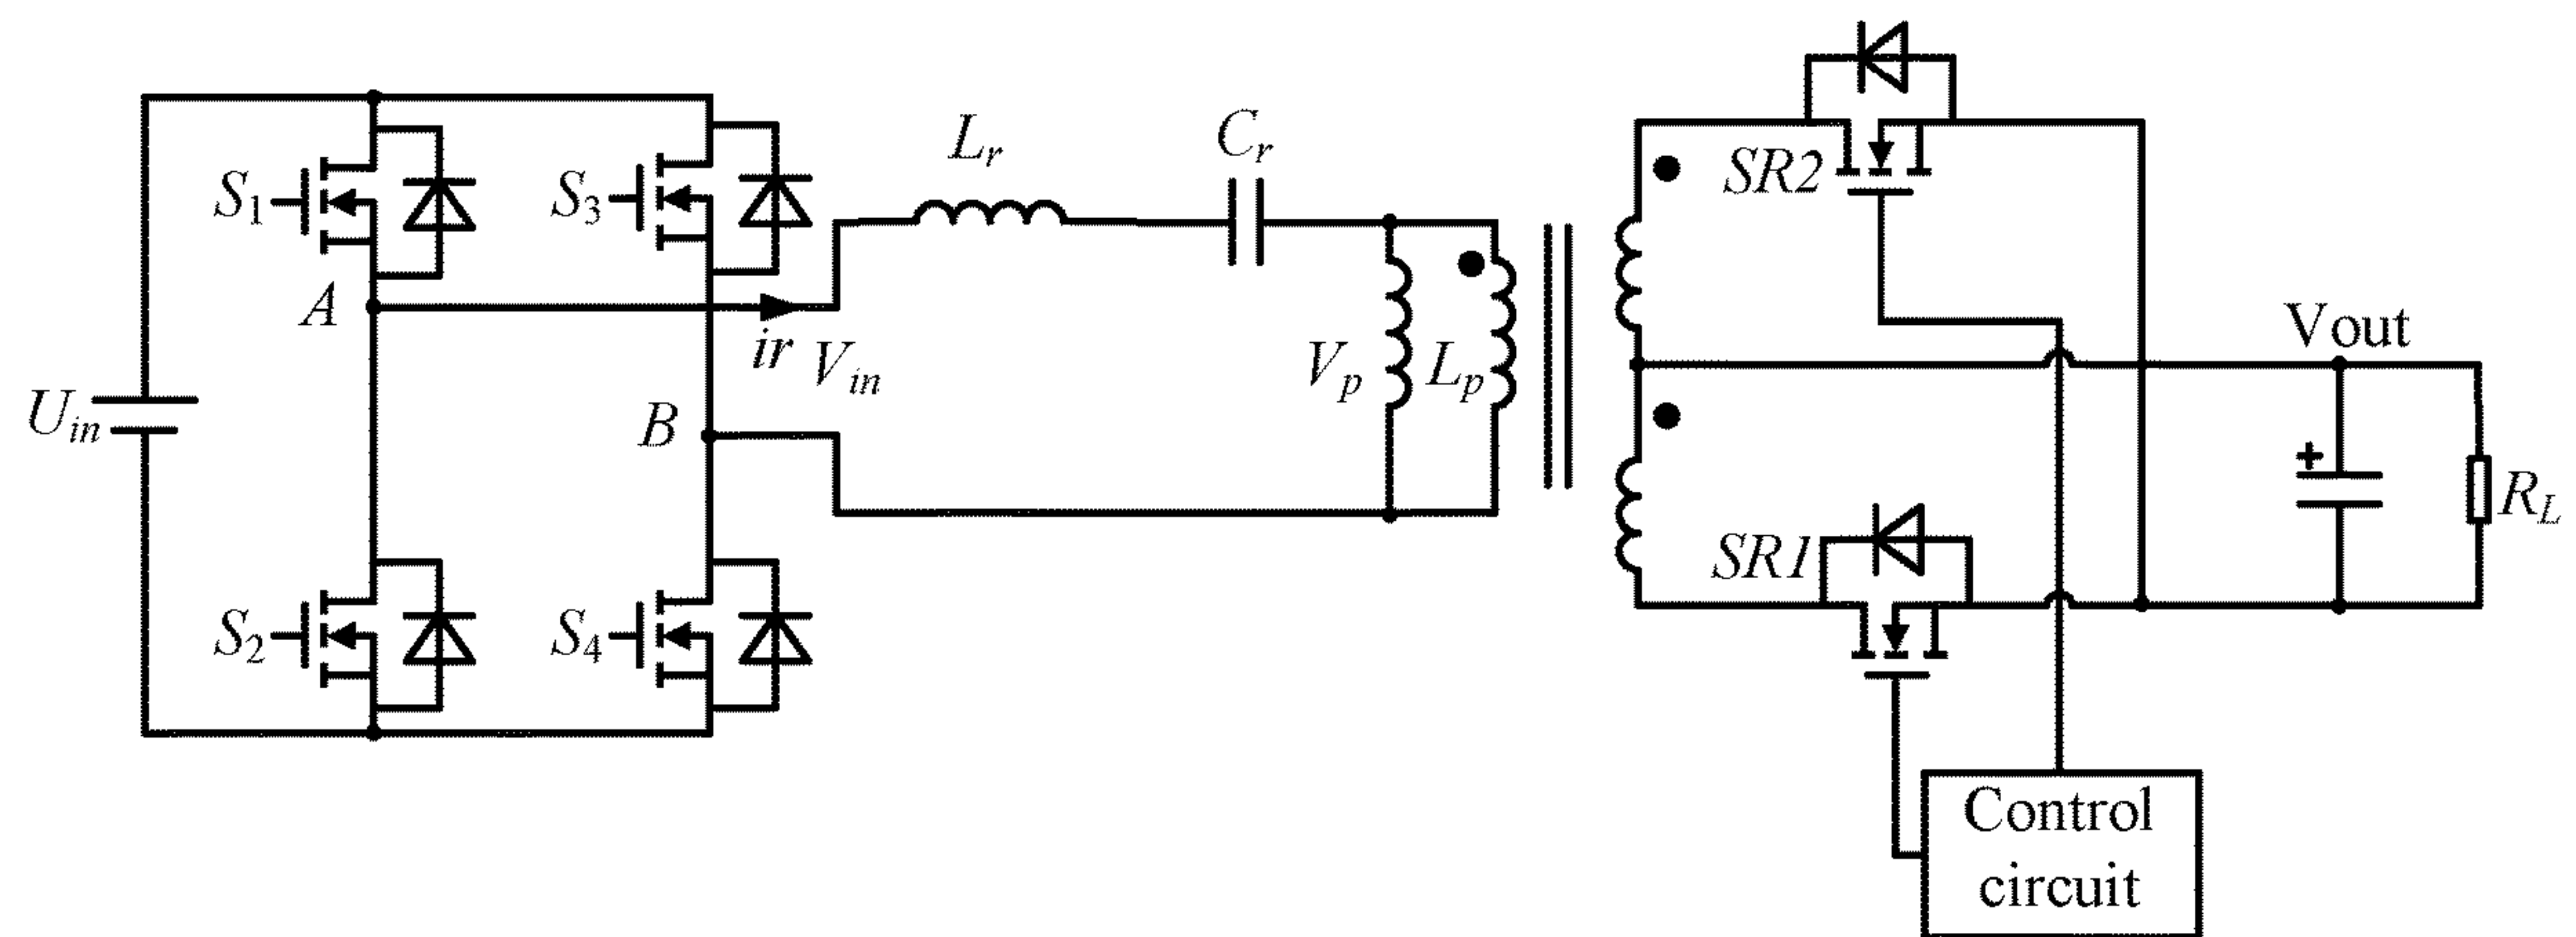 S1
S3
Lr
Cr
SR2
A
ir
Vin
Vp
Lp
Vout
Uin
B
SR1
+
RL
S2
S4
Control
circuit